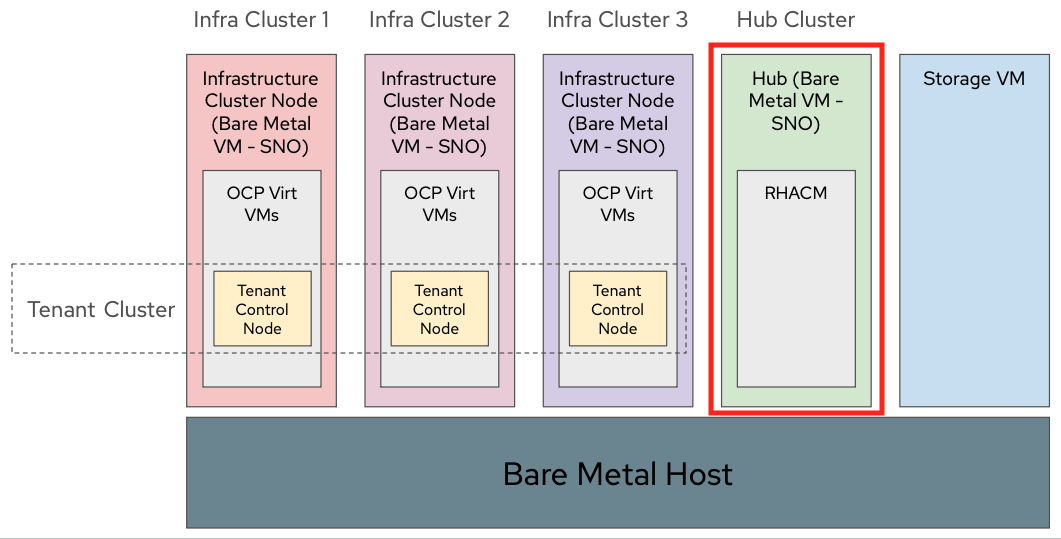 Infra Cluster 1
Infra Cluster 2
Infra Cluster 3
Hub Cluster
Infrastructure
Cluster Node
(Bare Metal
VM - SNO)
Infrastructure
Cluster Node
(Bare Metal
VM - SNO)
Infrastructure
Cluster Node
(Bare Metal
VM - SNO)
Hub (Bare
Metal VM -
SNO)
Storage VM
OCP Virt
VMs
OCP Virt
VMs
OCP Virt
VMs
RHACM
Tenant Cluster
Tenant
Control
Node
Tenant
Control
Node
Tenant
Control
Node
Bare Metal Host